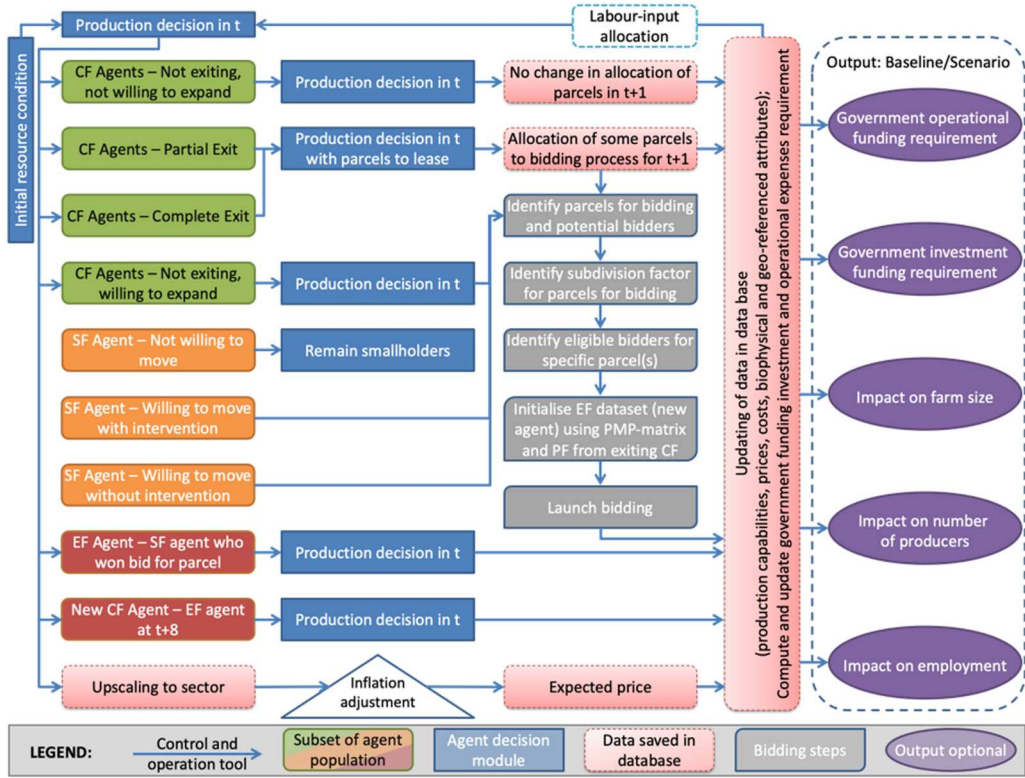 Production decision in t
Labour-input
allocation
Initial resource condition
CF Agents – Not exiting,
not willing to expand
Production decision in t
No change in allocation of
parcels in t+1
CF Agents – Partial Exit
Production decision in t
with parcels to lease
Allocation of some parcels
to bidding process for t+1
CF Agents – Complete Exit
Identify parcels for bidding
and potential bidders
CF Agents – Not exiting,
willing to expand
Production decision in t
Identify subdivision factor
for parcels for bidding
SF Agent – Not willing to
move
Remain smallholders
Identify eligible bidders for
specific parcel(s)
SF Agent – Willing to move
with intervention
Initialise EF dataset (new
agent) using PMP-matrix
and PF from exiting CF
SF Agent – Willing to move
without intervention
Launch bidding
EF Agent – SF agent who
won bid for parcel
Production decision in t
New CF Agent – EF agent
at t+8
Production decision in t
Upscaling to sector
Inflation
adjustment
Expected price
Updating of data in data base
(production capabilities, prices, costs, biophysical and geo-referenced attributes);
Compute and update government funding investment and operational expenses requirement
Output: Baseline/Scenario
Government operational
funding requirement
Government investment
funding requirement
Impact on farm size
Impact on number
of producers
Impact on employment
LEGEND:
Control and
operation tool
Subset of agent
population
Agent decision
module
Data saved in
database
Bidding steps
Output optional